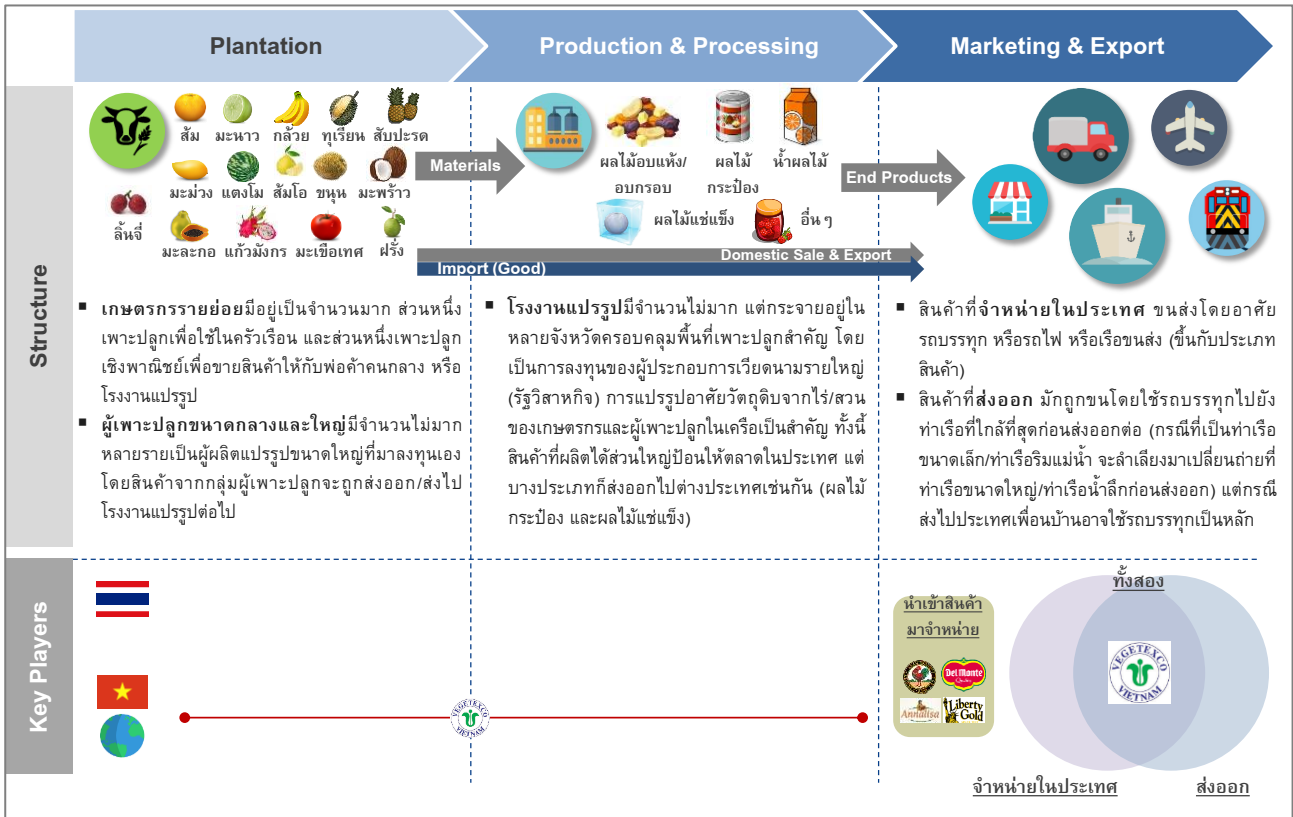 Plantation
Production & Processing
Marketing & Export
Structure
ส้ม
มะนาว
กล้วย
ทุเรียน
สับปะรด
มะม่วง
แตงโม
ส้มโอ
ขนุน
มะพร้าว
ลิ้นจี่
มะละกอ
แก้วมังกร
มะเขือเทศ
ฝรั่ง
Materials
ผลไม้อบแห้ง/
อบกรอบ
ผลไม้
กระป๋อง
น้ำผลไม้
ผลไม้แช่แข็ง
อื่น ๆ
End Products
Domestic Sale & Export
Import (Good)
▪ เกษตรกรรายย่อยมีอยู่เป็นจำนวนมาก ส่วนหนึ่ง
เพาะปลูกเพื่อใช้ในครัวเรือน และส่วนหนึ่งเพาะปลูก
เชิงพาณิชย์เพื่อขายสินค้าให้กับพ่อค้าคนกลาง หรือ
โรงงานแปรรูป
▪ ผู้เพาะปลูกขนาดกลางและใหญ่มีจำนวนไม่มาก
หลายรายเป็นผู้ผลิตแปรรูปขนาดใหญ่ที่มาลงทุนเอง
โดยสินค้าจากกลุ่มผู้เพาะปลูกจะถูกส่งออก/ส่งไป
โรงงานแปรรูปต่อไป
▪ โรงงานแปรรูปมีจำนวนไม่มาก แต่กระจายอยู่ใน
หลายจังหวัดครอบคลุมพื้นที่เพาะปลูกสำคัญ โดย
เป็นการลงทุนของผู้ประกอบการเวียดนามรายใหญ่
(รัฐวิสาหกิจ) การแปรรูปอาศัยวัตถุดิบจากไร่/สวน
ของเกษตรกรและผู้เพาะปลูกในเครือเป็นสำคัญ ทั้งนี้
สินค้าที่ผลิตได้ส่วนใหญ่ป้อนให้ตลาดในประเทศ แต่
บางประเภทก็ส่งออกไปต่างประเทศเช่นกัน (ผลไม้
กระป๋อง และผลไม้แช่แข็ง)
▪ สินค้าที่จำหน่ายในประเทศ ขนส่งโดยอาศัย
รถบรรทุก หรือรถไฟ หรือเรือขนส่ง (ขึ้นกับประเภท
สินค้า)
▪ สินค้าที่ส่งออก มักถูกขนโดยใช้รถบรรทุกไปยัง
ท่าเรือที่ใกล้ที่สุดก่อนส่งออกต่อ (กรณีที่เป็นท่าเรือ
ขนาดเล็ก/ท่าเรือริมแม่น้ำ จะลำเลียงมาเปลี่ยนถ่ายที่
ท่าเรือขนาดใหญ่/ท่าเรือน้ำลึกก่อนส่งออก) แต่กรณี
ส่งไปประเทศเพื่อนบ้านอาจใช้รถบรรทุกเป็นหลัก
Key Players
VEGETEXCO
VIETNAM
นำเข้าสินค้า
มาจำหน่าย
Del Monte
Quality
Annalisa
Liberty
Gold
ทั้งสอง
VEGETEXCO
VIETNAM
จำหน่ายในประเทศ
ส่งออก